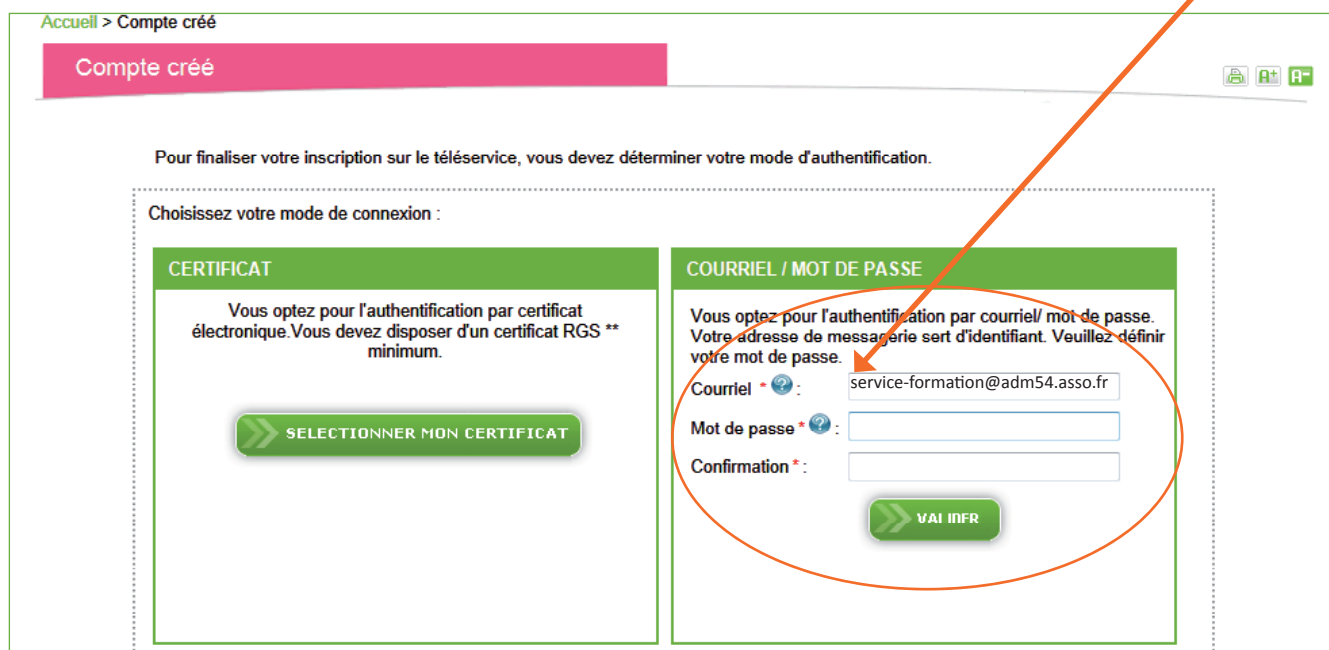 Accueil > Compte créé
Compte créé
A+ A-
Pour finaliser votre inscription sur le téléservice, vous devez déterminer votre mode d'authentification.
Choisissez votre mode de connexion :
CERTIFICAT
Vous optez pour l'authentification par certificat
électronique.Vous devez disposer d'un certificat RGS **
minimum.
SELECTIONNER MON CERTIFICAT
COURRIEL / MOT DE PASSE
Vous optez pour l'authentification par courriel/ mot de passe.
Votre adresse de messagerie sert d'identifiant. Veuillez définir
votre mot de passe.
Courriel * ? : service-formation@adm54.asso.fr
Mot de passe * ? :
Confirmation * :
VALIDER